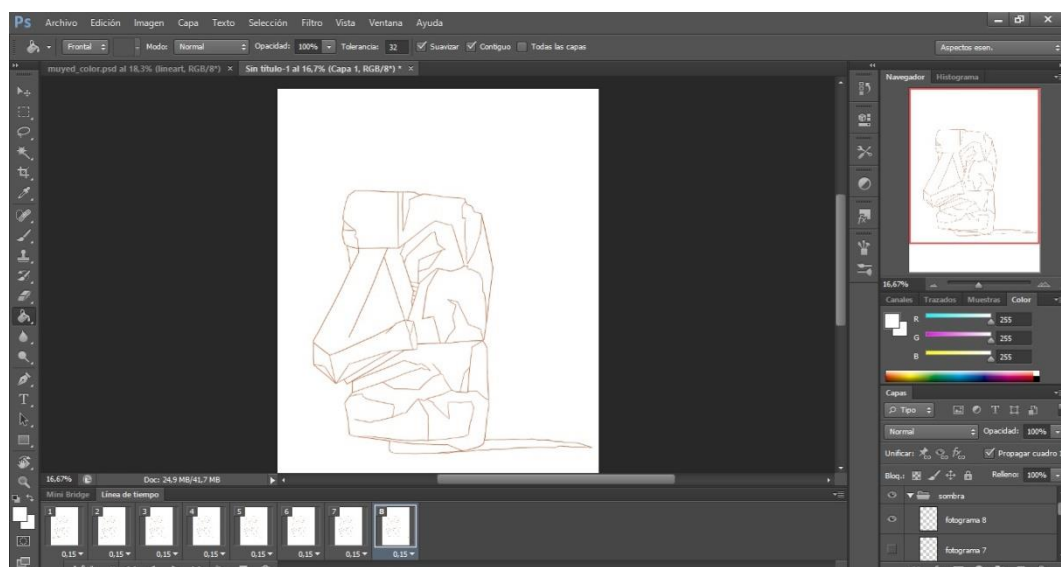 Ps Archivo Edición Imagen Capa Texto Selección Filtro Vista Ventana Ayuda
Frontal Modo: Normal Opacidad: 100% Tolerancia: 32 Suavizar Contiguo Todas las capas Aspectos esen.
muyed_color.psd al 18,3% (lineart, RGB/8*) × Sin título-1 al 16,7% (Capa 1, RGB/8*) * ×
Navegador Histograma
16,67%
Canales Trazados Muestras Color
R 255
G 255
B 255
Capas
Tipo
Normal Opacidad: 100%
Unificar: Propagar cuadro 1
Bloq.: Relleno: 100%
sombra
fotograma 8
fotograma 7
16,67% Doc: 24,9 MB/41,7 MB
Mini Bridge Línea de tiempo
1 2 3 4 5 6 7 8
0,15 0,15 0,15 0,15 0,15 0,15 0,15 0,15